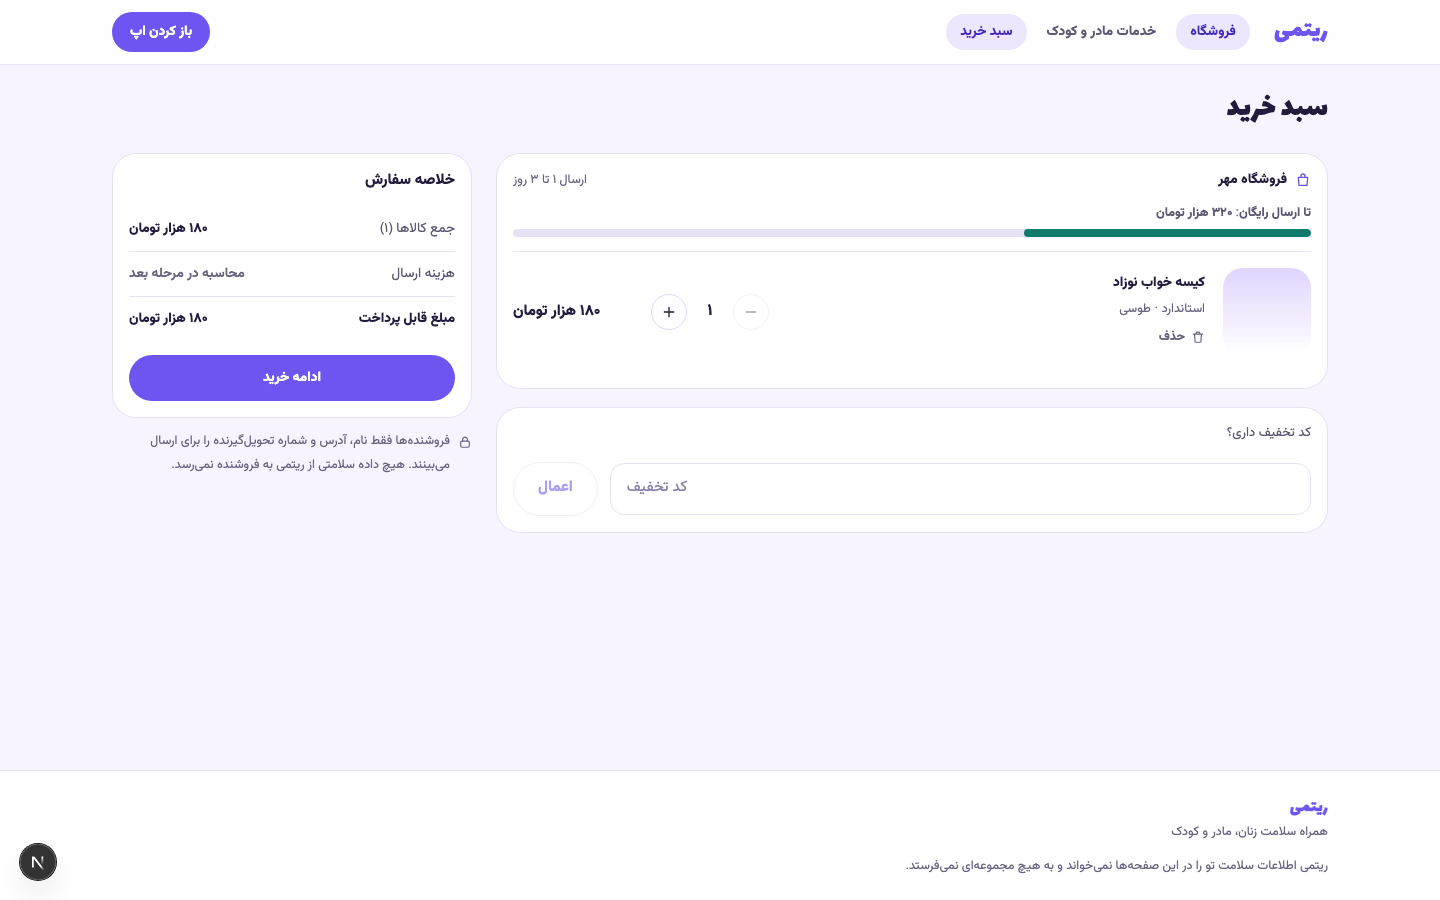 ریتمی
فروشگاه
خدمات مادر و کودک
سبد خرید
باز کردن اپ
سبد خرید
فروشگاه مهر
ارسال ۱ تا ۳ روز
تا ارسال رایگان: ۳۲۰ هزار تومان
کیسه خواب نوزاد
استاندارد · طوسی
حذف
۱
۱۸۰ هزار تومان
کد تخفیف داری؟
کد تخفیف
اعمال
خلاصه سفارش
جمع کالاها (۱)
۱۸۰ هزار تومان
هزینه ارسال
محاسبه در مرحله بعد
مبلغ قابل پرداخت
۱۸۰ هزار تومان
ادامه خرید
فروشنده‌ها فقط نام، آدرس و شماره تحویل‌گیرنده را برای ارسال
می‌بینند. هیچ داده سلامتی از ریتمی به فروشنده نمی‌رسد.
ریتمی
همراه سلامت زنان، مادر و کودک
ریتمی اطلاعات سلامت تو را در این صفحه‌ها نمی‌خواند و به هیچ مجموعه‌ای نمی‌فرستد.
N